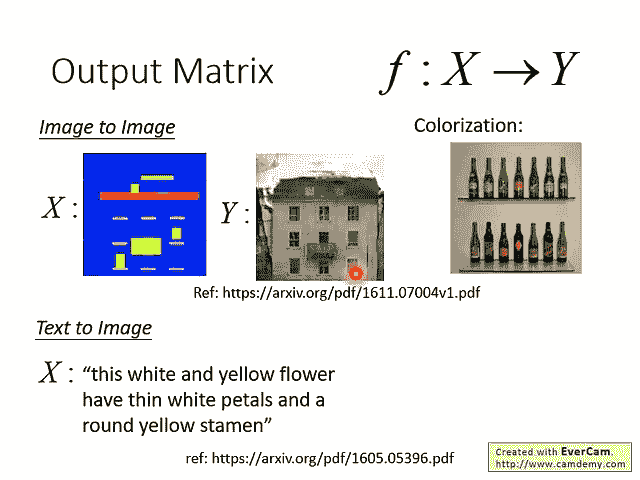 Output Matrix
f : X → Y
Image to Image
Colorization:
X :
Y :
Ref: https://arxiv.org/pdf/1611.07004v1.pdf
Text to Image
X : “this white and yellow flower
have thin white petals and a
round yellow stamen”
ref: https://arxiv.org/pdf/1605.05396.pdf
Created with EverCam.
http://www.camdemy.com